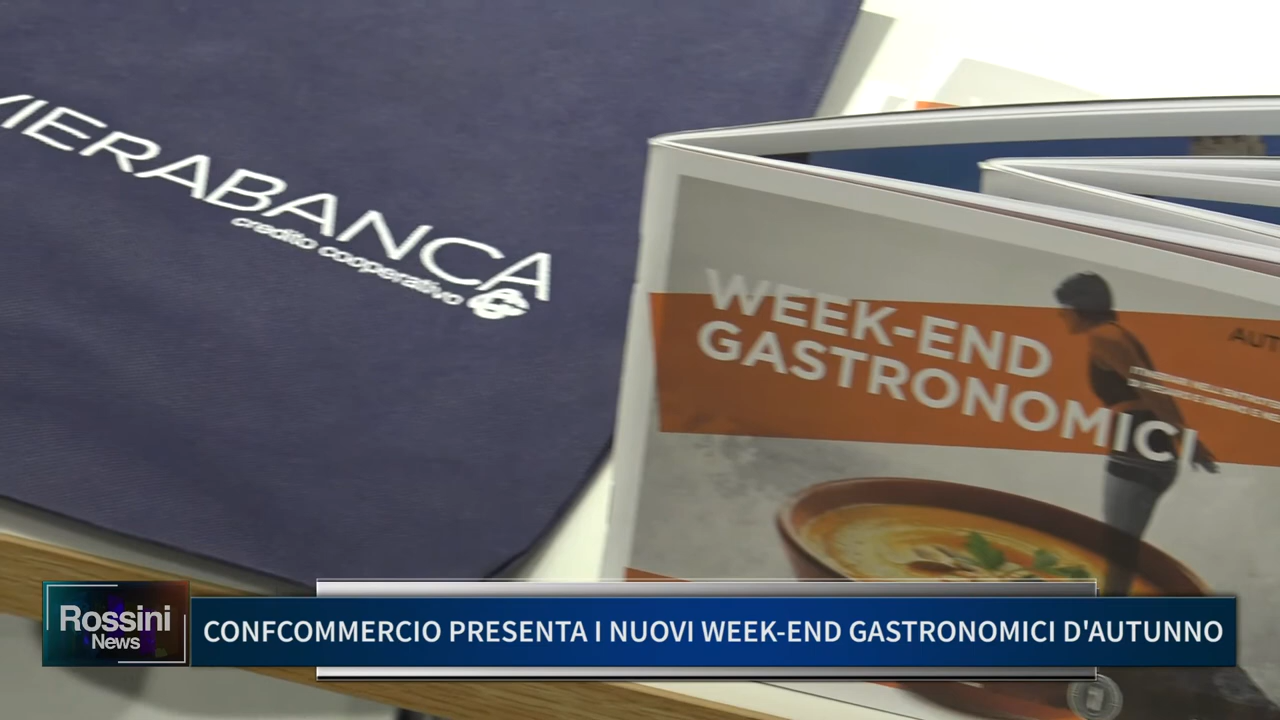 VIERABANCA
credito cooperativo
WEEK-END
GASTRONOMICI
Rossini
News
CONFCOMMERCIO PRESENTA I NUOVI WEEK-END GASTRONOMICI D'AUTUNNO